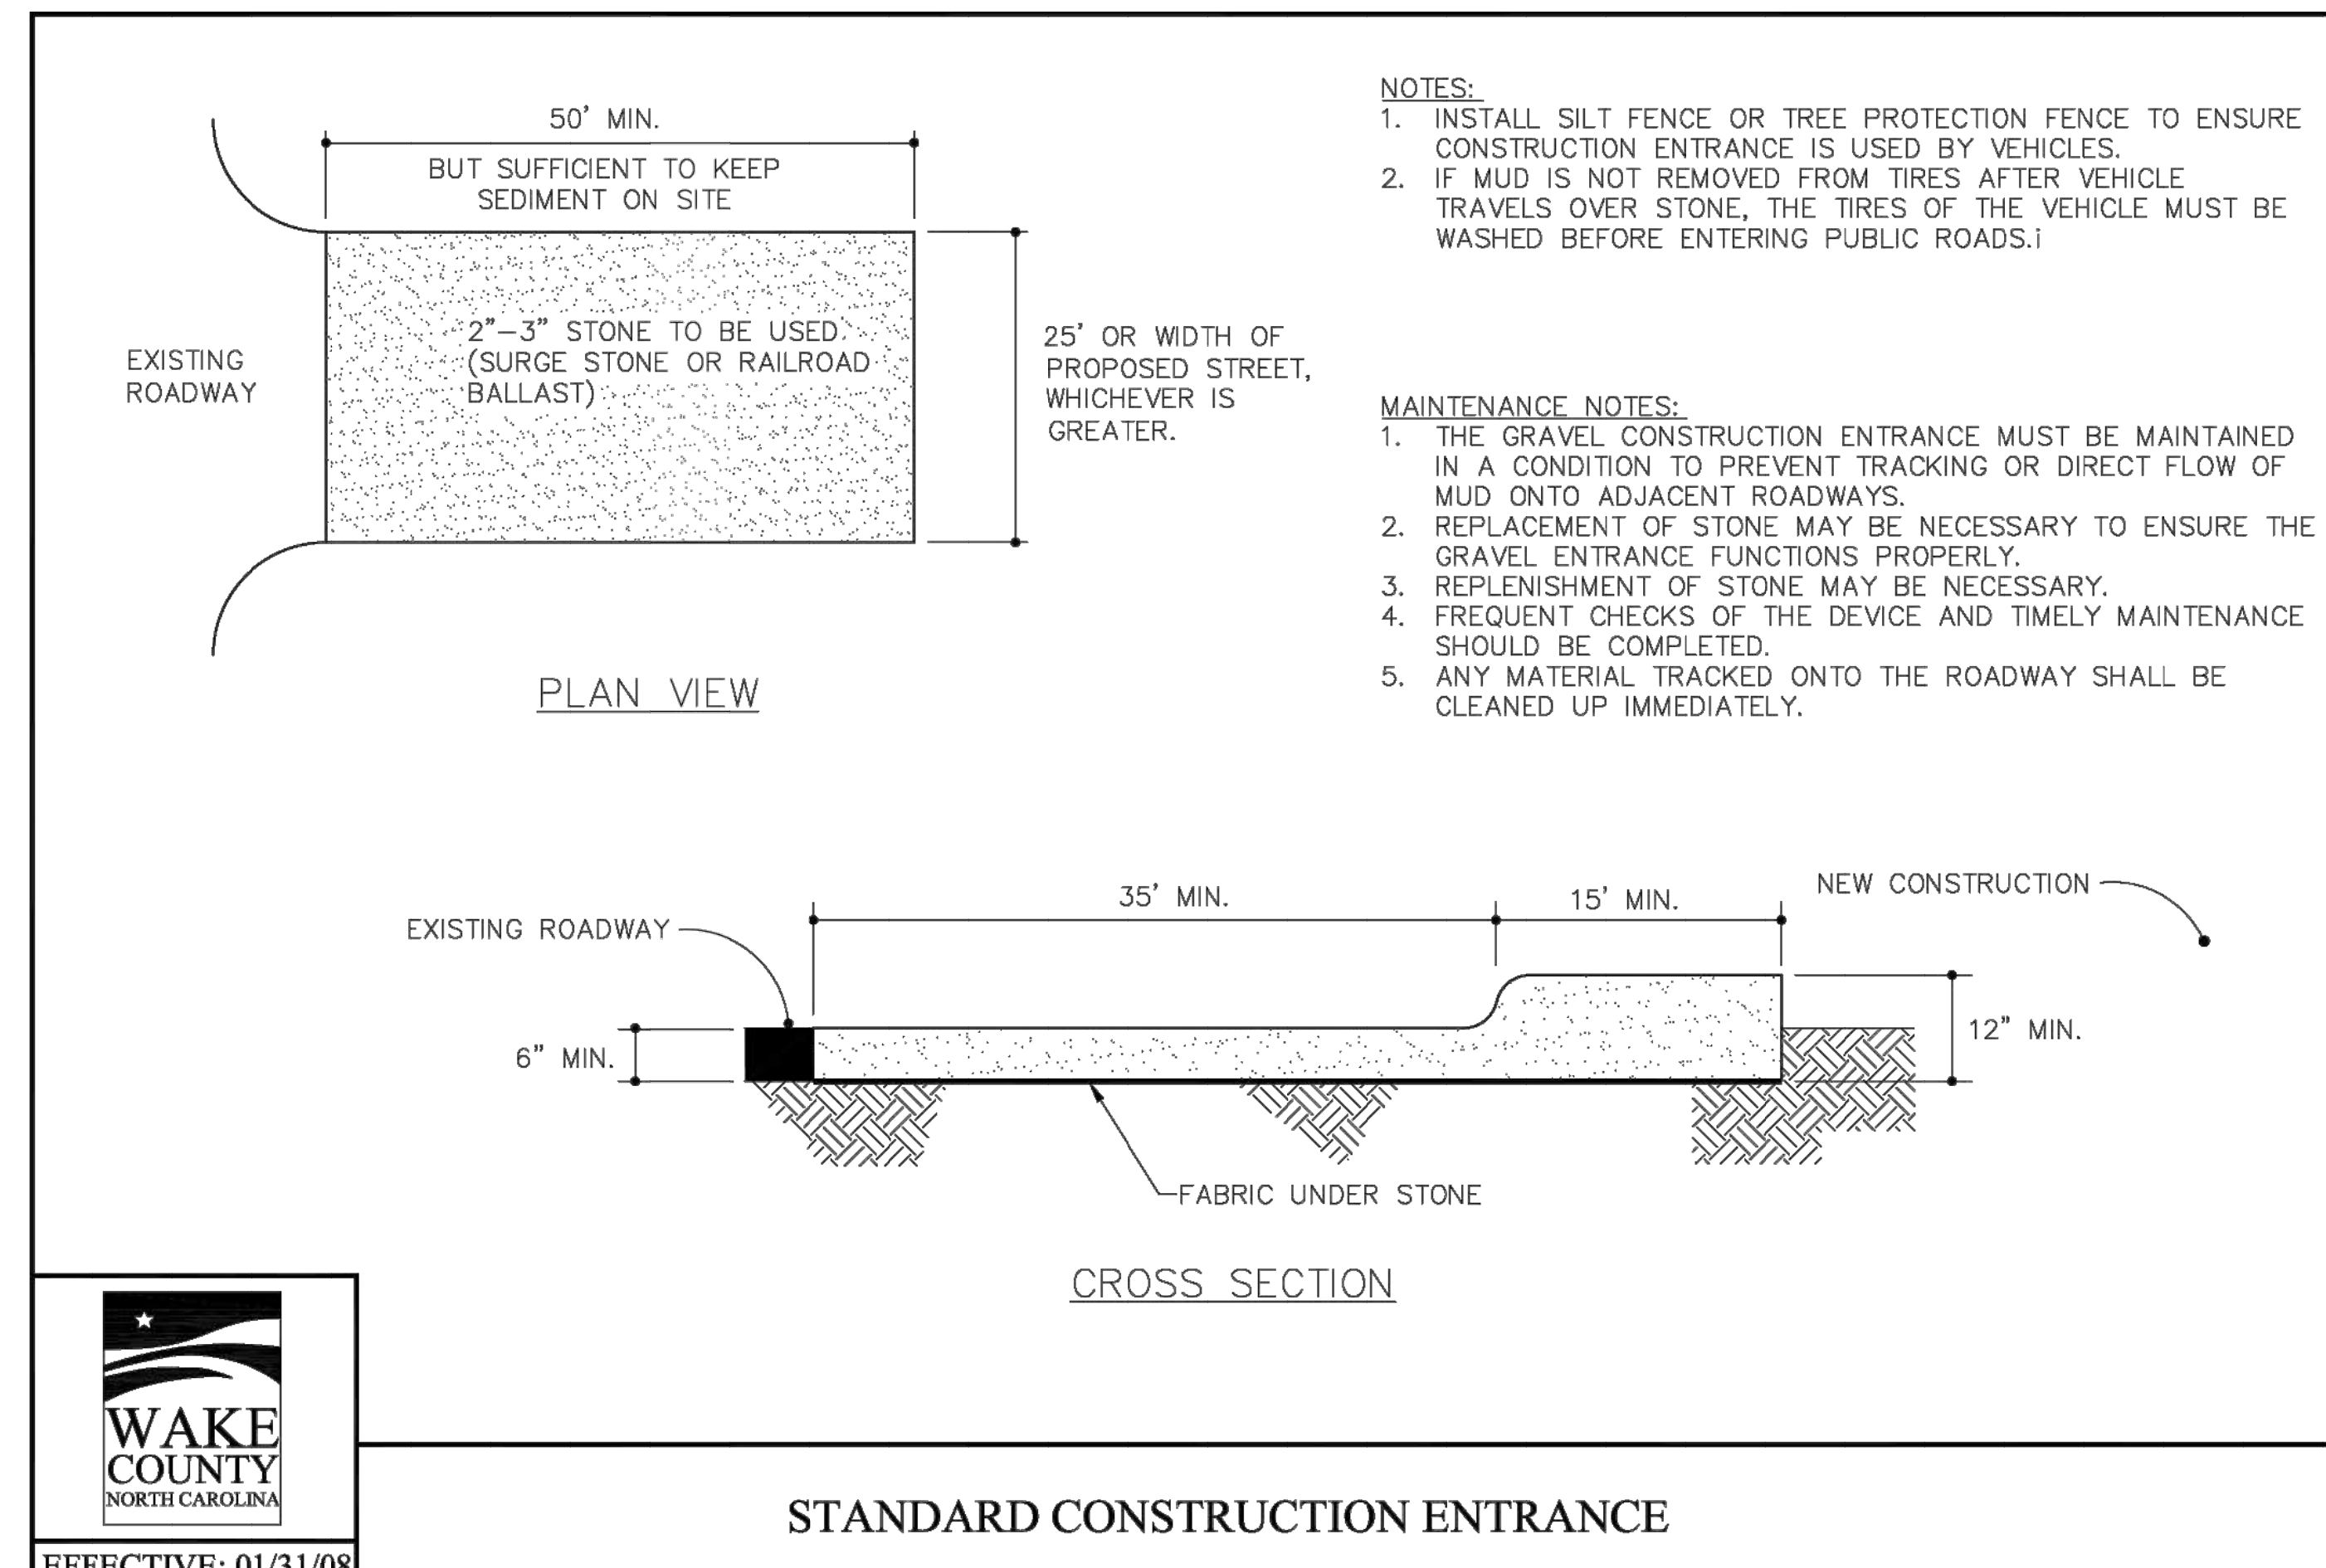 50' MIN.
BUT SUFFICIENT TO KEEP
SEDIMENT ON SITE
EXISTING
ROADWAY
2"–3" STONE TO BE USED
(SURGE STONE OR RAILROAD
BALLAST)
25' OR WIDTH OF
PROPOSED STREET,
WHICHEVER IS
GREATER.
PLAN VIEW
NOTES:
1. INSTALL SILT FENCE OR TREE PROTECTION FENCE TO ENSURE
CONSTRUCTION ENTRANCE IS USED BY VEHICLES.
2. IF MUD IS NOT REMOVED FROM TIRES AFTER VEHICLE
TRAVELS OVER STONE, THE TIRES OF THE VEHICLE MUST BE
WASHED BEFORE ENTERING PUBLIC ROADS.i
MAINTENANCE NOTES:
1. THE GRAVEL CONSTRUCTION ENTRANCE MUST BE MAINTAINED
IN A CONDITION TO PREVENT TRACKING OR DIRECT FLOW OF
MUD ONTO ADJACENT ROADWAYS.
2. REPLACEMENT OF STONE MAY BE NECESSARY TO ENSURE THE
GRAVEL ENTRANCE FUNCTIONS PROPERLY.
3. REPLENISHMENT OF STONE MAY BE NECESSARY.
4. FREQUENT CHECKS OF THE DEVICE AND TIMELY MAINTENANCE
SHOULD BE COMPLETED.
5. ANY MATERIAL TRACKED ONTO THE ROADWAY SHALL BE
CLEANED UP IMMEDIATELY.
EXISTING ROADWAY
35' MIN.
15' MIN.
NEW CONSTRUCTION
6" MIN.
12" MIN.
FABRIC UNDER STONE
CROSS SECTION
WAKE
COUNTY
NORTH CAROLINA
EFFECTIVE: 01/31/08
STANDARD CONSTRUCTION ENTRANCE